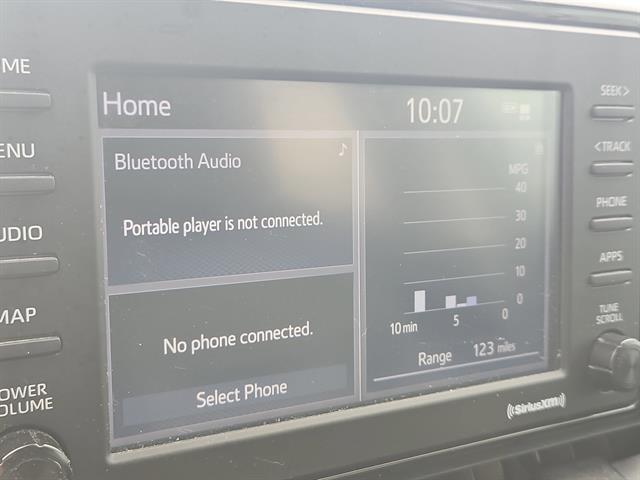 Home
10:07
Bluetooth Audio
Portable player is not connected.
No phone connected.
Select Phone
MPG
40
30
20
10
0
10 min
5
0
Range 123 miles
ME
ENU
UDIO
MAP
OWER
OLUME
SEEK >
< TRACK
PHONE
APPS
TUNE
SCROLL
((SiriusXM))